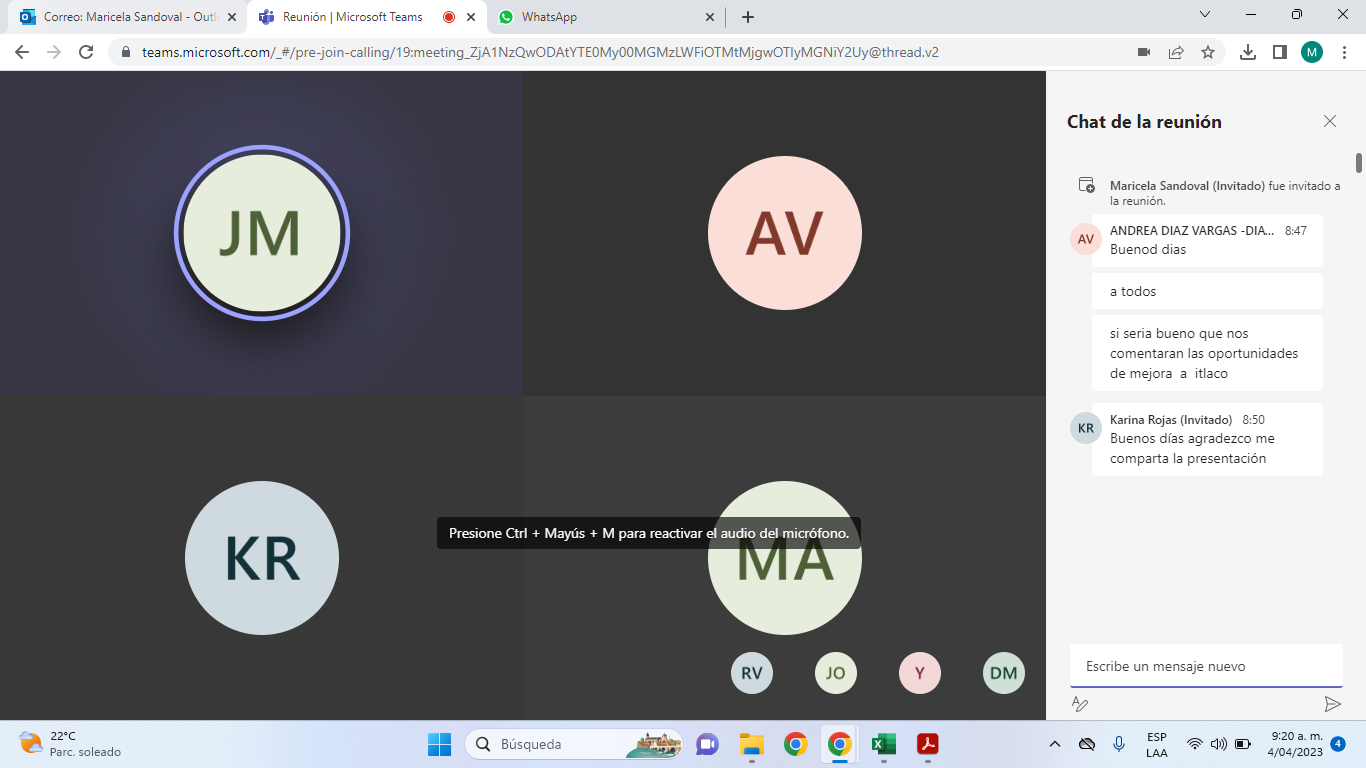 Correo: Maricela Sandoval - Outl
Reunión | Microsoft Teams
WhatsApp
teams.microsoft.com/_#/pre-join-calling/19:meeting_ZjA1NzQwODAtYTE0My00MGMzLWFiOTMtMjgwOTIyMGNiY2Uy@thread.v2
M
JM
AV
KR
MA
Presione Ctrl + Mayús + M para reactivar el audio del micrófono.
RV
JO
Y
DM
Chat de la reunión
Maricela Sandoval (Invitado) fue invitado a
la reunión.
AV
ANDREA DIAZ VARGAS -DIA... 8:47
Buenod dias
a todos
si seria bueno que nos
comentaran las oportunidades
de mejora a itlaco
KR
Karina Rojas (Invitado) 8:50
Buenos días agradezco me
comparta la presentación
Escribe un mensaje nuevo
22°C
Parc. soleado
Búsqueda
ESP
LAA
9:20 a. m.
4/04/2023
4